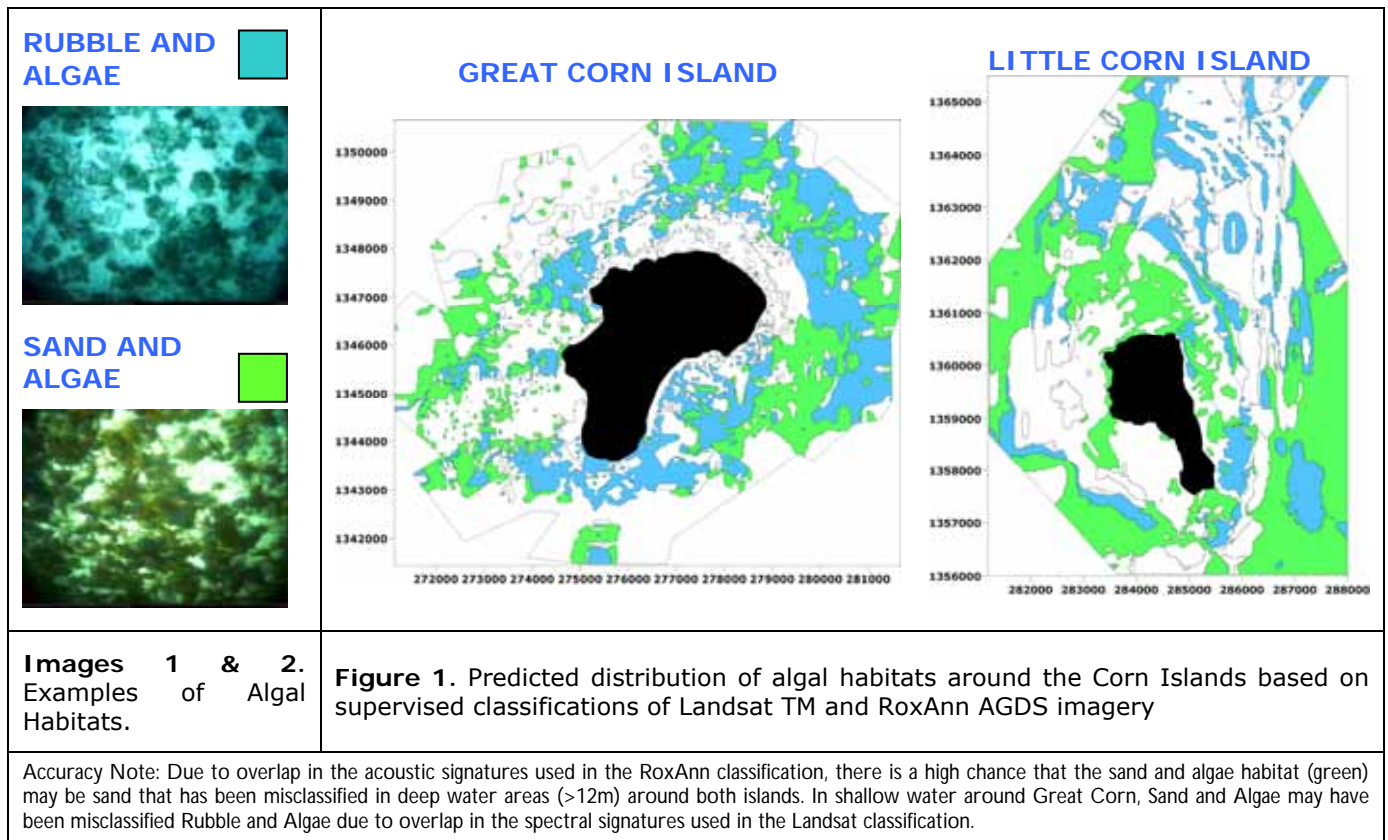 RUBBLE AND
ALGAE
SAND AND
ALGAE
GREAT CORN ISLAND
1350000
1349000
1348000
1347000
1346000
1345000
1344000
1343000
1342000
272000 273000 274000 275000 276000 277000 278000 279000 280000 281000
LITTLE CORN ISLAND
1365000
1364000
1363000
1362000
1361000
1360000
1359000
1358000
1357000
1356000
282000 283000 284000 285000 286000 287000 288000
Images 1 & 2.
Examples of Algal
Habitats.
Figure 1. Predicted distribution of algal habitats around the Corn Islands based on
supervised classifications of Landsat TM and RoxAnn AGDS imagery
Accuracy Note: Due to overlap in the acoustic signatures used in the RoxAnn classification, there is a high chance that the sand and algae habitat (green)
may be sand that has been misclassified in deep water areas (>12m) around both islands. In shallow water around Great Corn, Sand and Algae may have
been misclassified Rubble and Algae due to overlap in the spectral signatures used in the Landsat classification.